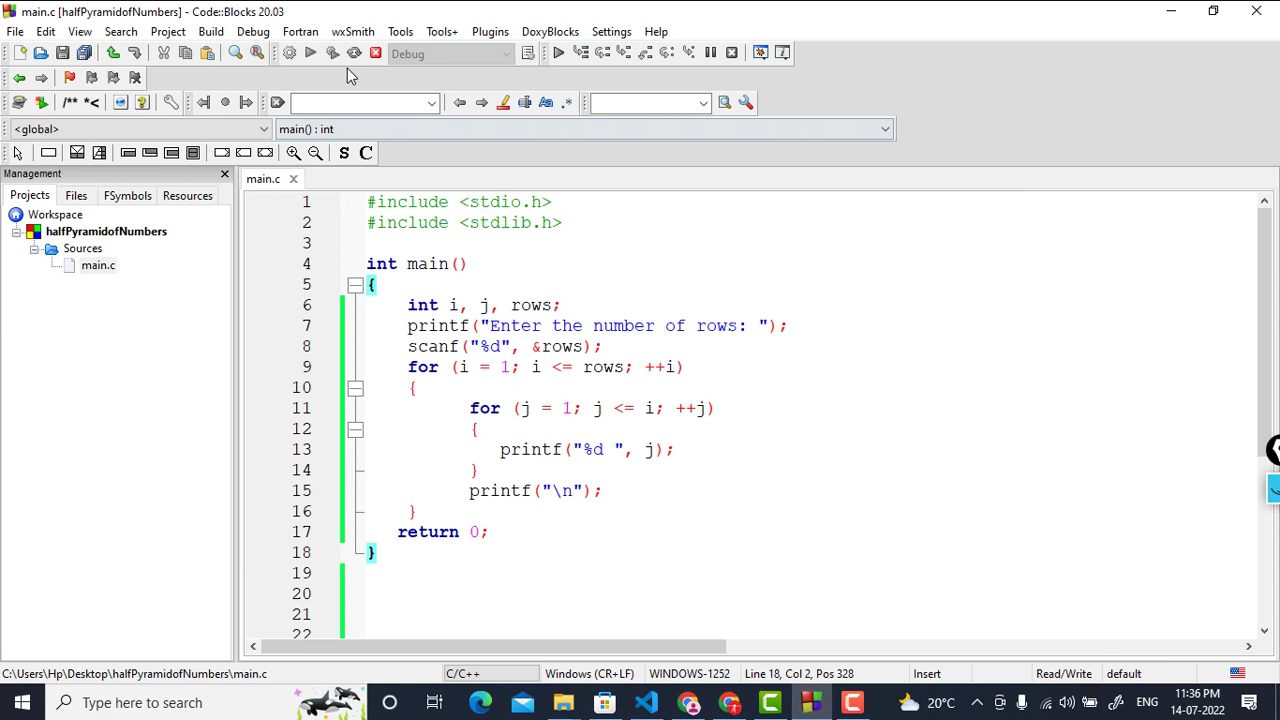 main.c [halfPyramidofNumbers] - Code::Blocks 20.03
File Edit View Search Project Build Debug Fortran wxSmith Tools Tools+ Plugins DoxyBlocks Settings Help
Debug
/** *<
Aa .*
<global> main() : int
S C
Management
main.c
Projects Files FSymbols Resources
Workspace
halfPyramidofNumbers
Sources
main.c
1 #include <stdio.h>
2 #include <stdlib.h>
3
4 int main()
5 {
6 int i, j, rows;
7 printf("Enter the number of rows: ");
8 scanf("%d", &rows);
9 for (i = 1; i <= rows; ++i)
10 {
11 for (j = 1; j <= i; ++j)
12 {
13 printf("%d ", j);
14 }
15 printf("\n");
16 }
17 return 0;
18 }
19
20
21
22
C:\Users\Hp\Desktop\halfPyramidofNumbers\main.c C/C++ Windows (CR+LF) WINDOWS-1252 Line 18, Col 2, Pos 328 Insert Read/Write default
Type here to search 20°C ENG 11:36 PM
14-07-2022